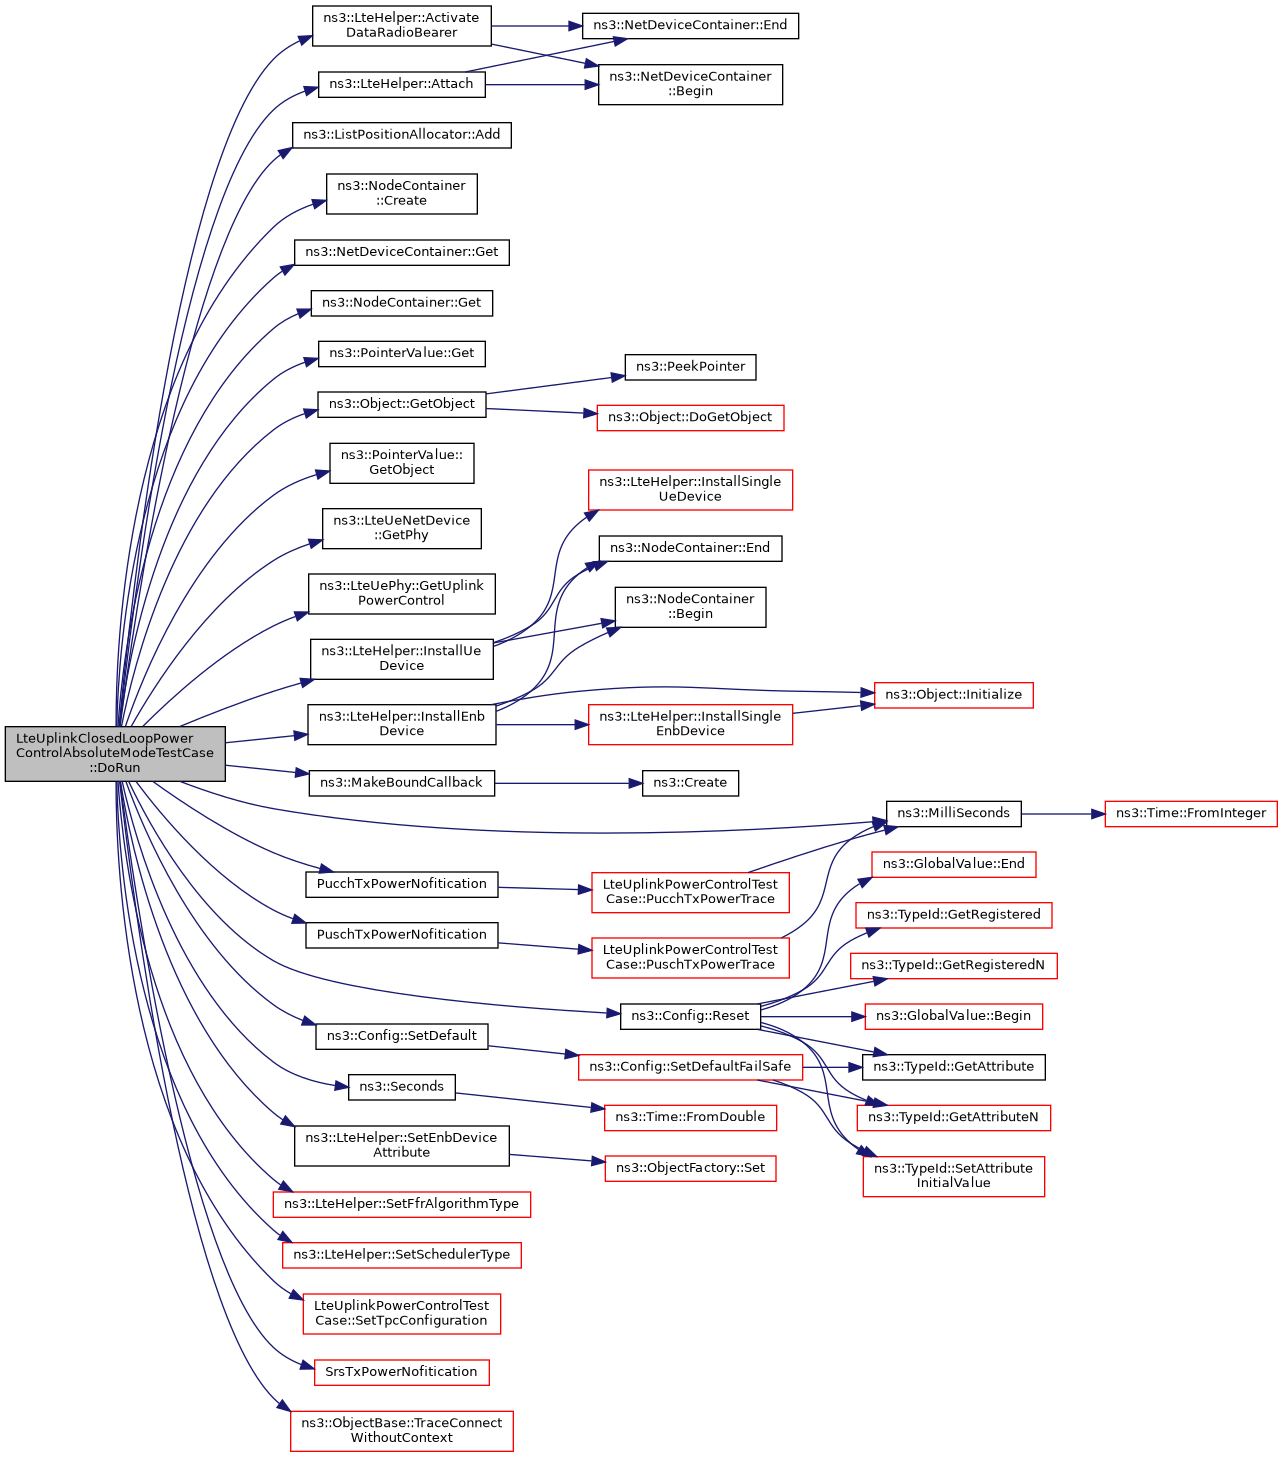 LteUplinkClosedLoopPower
ControlAbsoluteModeTestCase
::DoRun
ns3::LteHelper::Activate
DataRadioBearer
ns3::LteHelper::Attach
ns3::ListPositionAllocator::Add
ns3::NodeContainer
::Create
ns3::NetDeviceContainer::Get
ns3::NodeContainer::Get
ns3::PointerValue::Get
ns3::Object::GetObject
ns3::PointerValue::
GetObject
ns3::LteUeNetDevice
::GetPhy
ns3::LteUePhy::GetUplink
PowerControl
ns3::LteHelper::InstallUe
Device
ns3::LteHelper::InstallEnb
Device
ns3::MakeBoundCallback
PucchTxPowerNofitication
PuschTxPowerNofitication
ns3::Config::SetDefault
ns3::Seconds
ns3::LteHelper::SetEnbDevice
Attribute
ns3::LteHelper::SetFfrAlgorithmType
ns3::LteHelper::SetSchedulerType
LteUplinkPowerControlTest
Case::SetTpcConfiguration
SrsTxPowerNofitication
ns3::ObjectBase::TraceConnect
WithoutContext
ns3::NetDeviceContainer::End
ns3::NetDeviceContainer
::Begin
ns3::PeekPointer
ns3::Object::DoGetObject
ns3::LteHelper::InstallSingle
UeDevice
ns3::NodeContainer::End
ns3::NodeContainer
::Begin
ns3::LteHelper::InstallSingle
EnbDevice
ns3::Create
LteUplinkPowerControlTest
Case::PucchTxPowerTrace
LteUplinkPowerControlTest
Case::PuschTxPowerTrace
ns3::Config::Reset
ns3::Config::SetDefaultFailSafe
ns3::Time::FromDouble
ns3::ObjectFactory::Set
ns3::Object::Initialize
ns3::MilliSeconds
ns3::GlobalValue::End
ns3::TypeId::GetRegistered
ns3::TypeId::GetRegisteredN
ns3::GlobalValue::Begin
ns3::TypeId::GetAttribute
ns3::TypeId::GetAttributeN
ns3::TypeId::SetAttribute
InitialValue
ns3::Time::FromInteger